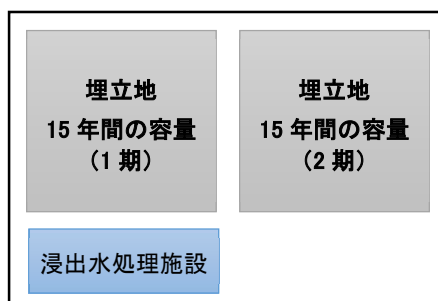 埋立地
15 年間の容量
（1 期）
埋立地
15 年間の容量
（2 期）
浸出水処理施設